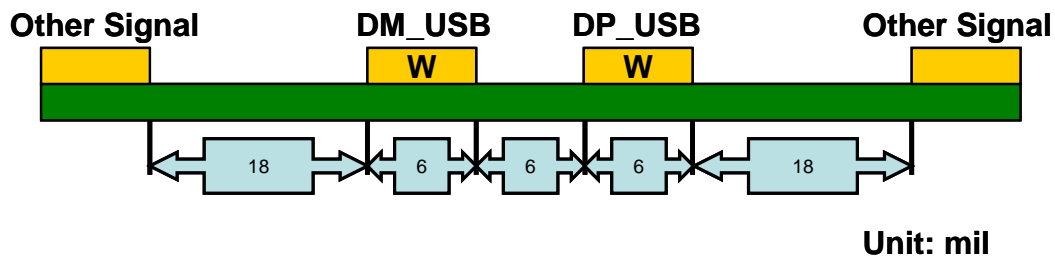 Other Signal DM_USB DP_USB Other Signal
W W
18 6 6 6 18
Unit: mil